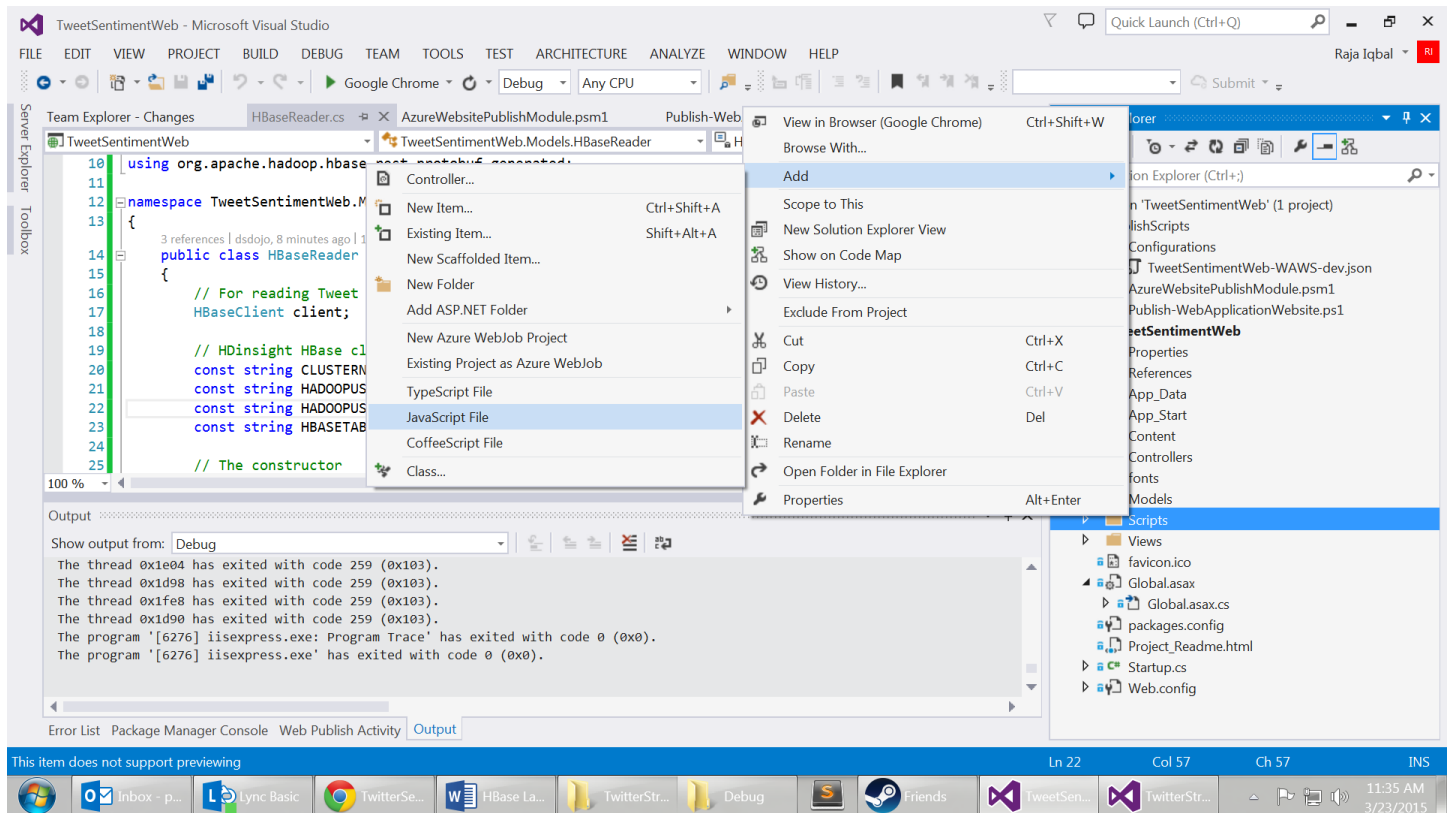 TweetSentimentWeb - Microsoft Visual Studio
Quick Launch (Ctrl+Q)
FILE EDIT VIEW PROJECT BUILD DEBUG TEAM TOOLS TEST ARCHITECTURE ANALYZE WINDOW HELP
Raja Iqbal RI
Google Chrome Debug Any CPU Submit
Server Explorer
Toolbox
Team Explorer - Changes HBaseReader.cs AzureWebsitePublishModule.psm1 Publish-Web
TweetSentimentWeb TweetSentimentWeb.Models.HBaseReader H
10 using org.apache.hadoop.hbase.rest.protobuf.generated;
11
12 namespace TweetSentimentWeb.M
13 {
3 references | dsdojo, 8 minutes ago | 1
14 public class HBaseReader
15 {
16 // For reading Tweet
17 HBaseClient client;
18
19 // HDinsight HBase cl
20 const string CLUSTERN
21 const string HADOOPUS
22 const string HADOOPUS
23 const string HBASETAB
24
25 // The constructor
100 %
Controller...
New Item... Ctrl+Shift+A
Existing Item... Shift+Alt+A
New Scaffolded Item...
New Folder
Add ASP.NET Folder
New Azure WebJob Project
Existing Project as Azure WebJob
TypeScript File
JavaScript File
CoffeeScript File
Class...
View in Browser (Google Chrome) Ctrl+Shift+W
Browse With...
Add
Scope to This
New Solution Explorer View
Show on Code Map
View History...
Exclude From Project
Cut Ctrl+X
Copy Ctrl+C
Paste Ctrl+V
Delete Del
Rename
Open Folder in File Explorer
Properties Alt+Enter
lorer
ion Explorer (Ctrl+;)
n 'TweetSentimentWeb' (1 project)
lishScripts
Configurations
TweetSentimentWeb-WAWS-dev.json
AzureWebsitePublishModule.psm1
Publish-WebApplicationWebsite.ps1
eetSentimentWeb
Properties
References
App_Data
App_Start
Content
Controllers
fonts
Models
Scripts
Views
favicon.ico
Global.asax
Global.asax.cs
packages.config
Project_Readme.html
Startup.cs
Web.config
Output
Show output from: Debug
The thread 0x1e04 has exited with code 259 (0x103).
The thread 0x1d98 has exited with code 259 (0x103).
The thread 0x1fe8 has exited with code 259 (0x103).
The thread 0x1d90 has exited with code 259 (0x103).
The program '[6276] iisexpress.exe: Program Trace' has exited with code 0 (0x0).
The program '[6276] iisexpress.exe' has exited with code 0 (0x0).
Error List Package Manager Console Web Publish Activity Output
This item does not support previewing Ln 22 Col 57 Ch 57 INS
Inbox - p... Lync Basic TwitterSe... HBase La... TwitterStr... Debug Friends TweetSen... TwitterStr...
11:35 AM
3/23/2015